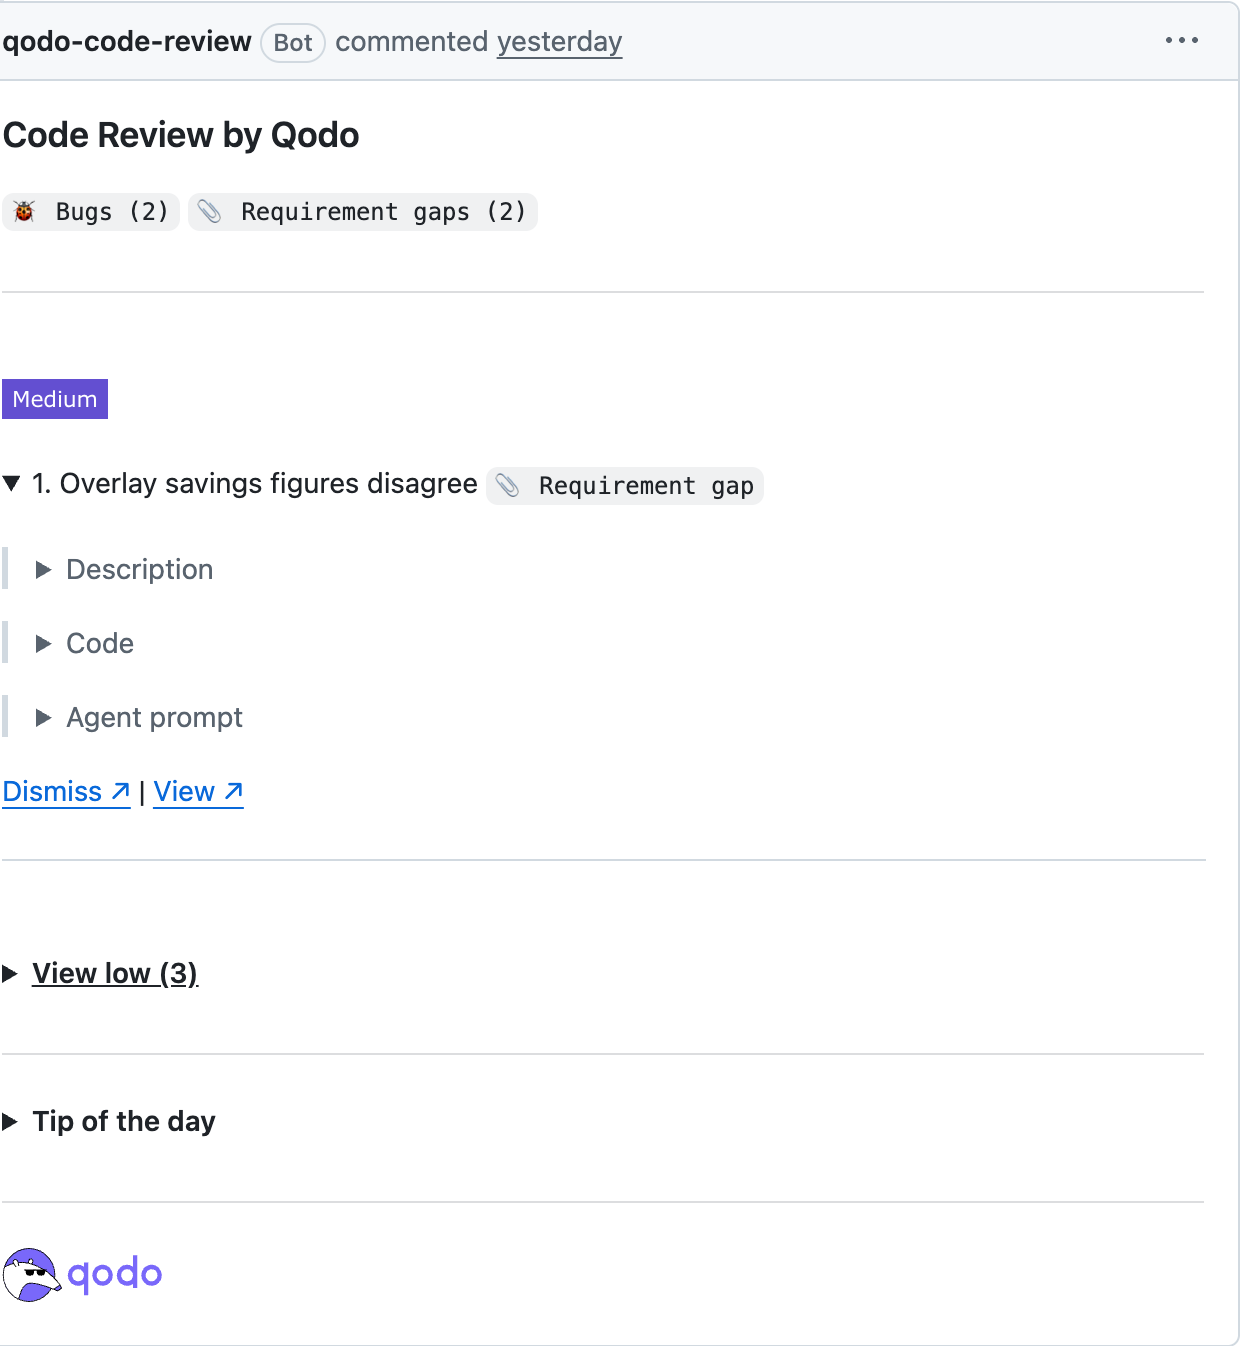 qodo-code-review Bot commented yesterday
Code Review by Qodo
Bugs (2) Requirement gaps (2)
Medium
1. Overlay savings figures disagree Requirement gap
Description
Code
Agent prompt
Dismiss ↗ | View ↗
View low (3)
Tip of the day
qodo